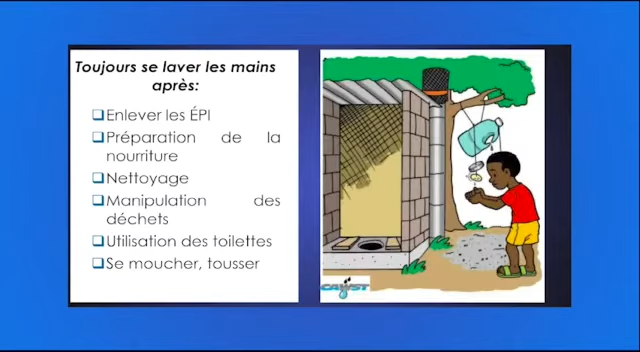 Toujours se laver les mains
après:
Enlever les ÉPI
Préparation de la
nourriture
Nettoyage
Manipulation des
déchets
Utilisation des toilettes
Se moucher, tousser
CAWST